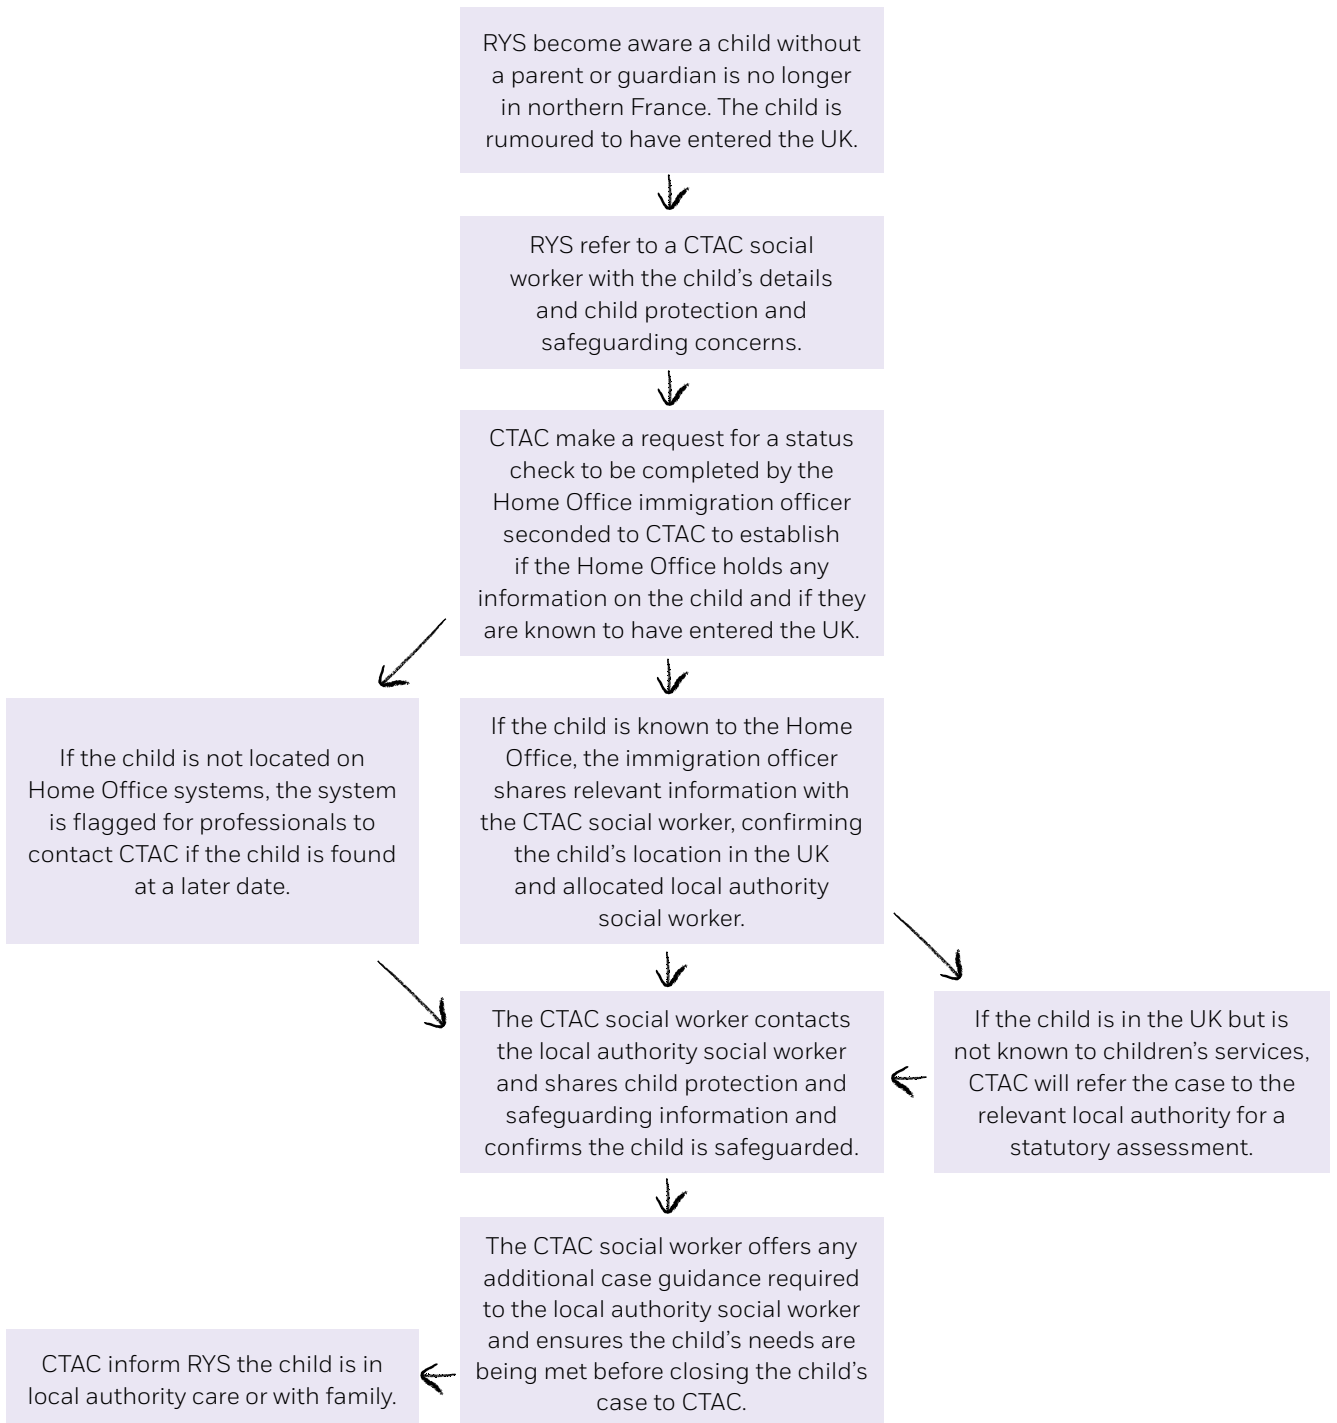 RYS become aware a child without
a parent or guardian is no longer
in northern France. The child is
rumoured to have entered the UK.
RYS refer to a CTAC social
worker with the child's details
and child protection and
safeguarding concerns.
CTAC make a request for a status
check to be completed by the
Home Office immigration officer
seconded to CTAC to establish
if the Home Office holds any
information on the child and if they
are known to have entered the UK.
If the child is not located on
Home Office systems, the system
is flagged for professionals to
contact CTAC if the child is found
at a later date.
If the child is known to the Home
Office, the immigration officer
shares relevant information with
the CTAC social worker, confirming
the child's location in the UK
and allocated local authority
social worker.
The CTAC social worker contacts
the local authority social worker
and shares child protection and
safeguarding information and
confirms the child is safeguarded.
If the child is in the UK but is
not known to children's services,
CTAC will refer the case to the
relevant local authority for a
statutory assessment.
The CTAC social worker offers any
additional case guidance required
to the local authority social worker
and ensures the child's needs are
being met before closing the child's
case to CTAC.
CTAC inform RYS the child is in
local authority care or with family.